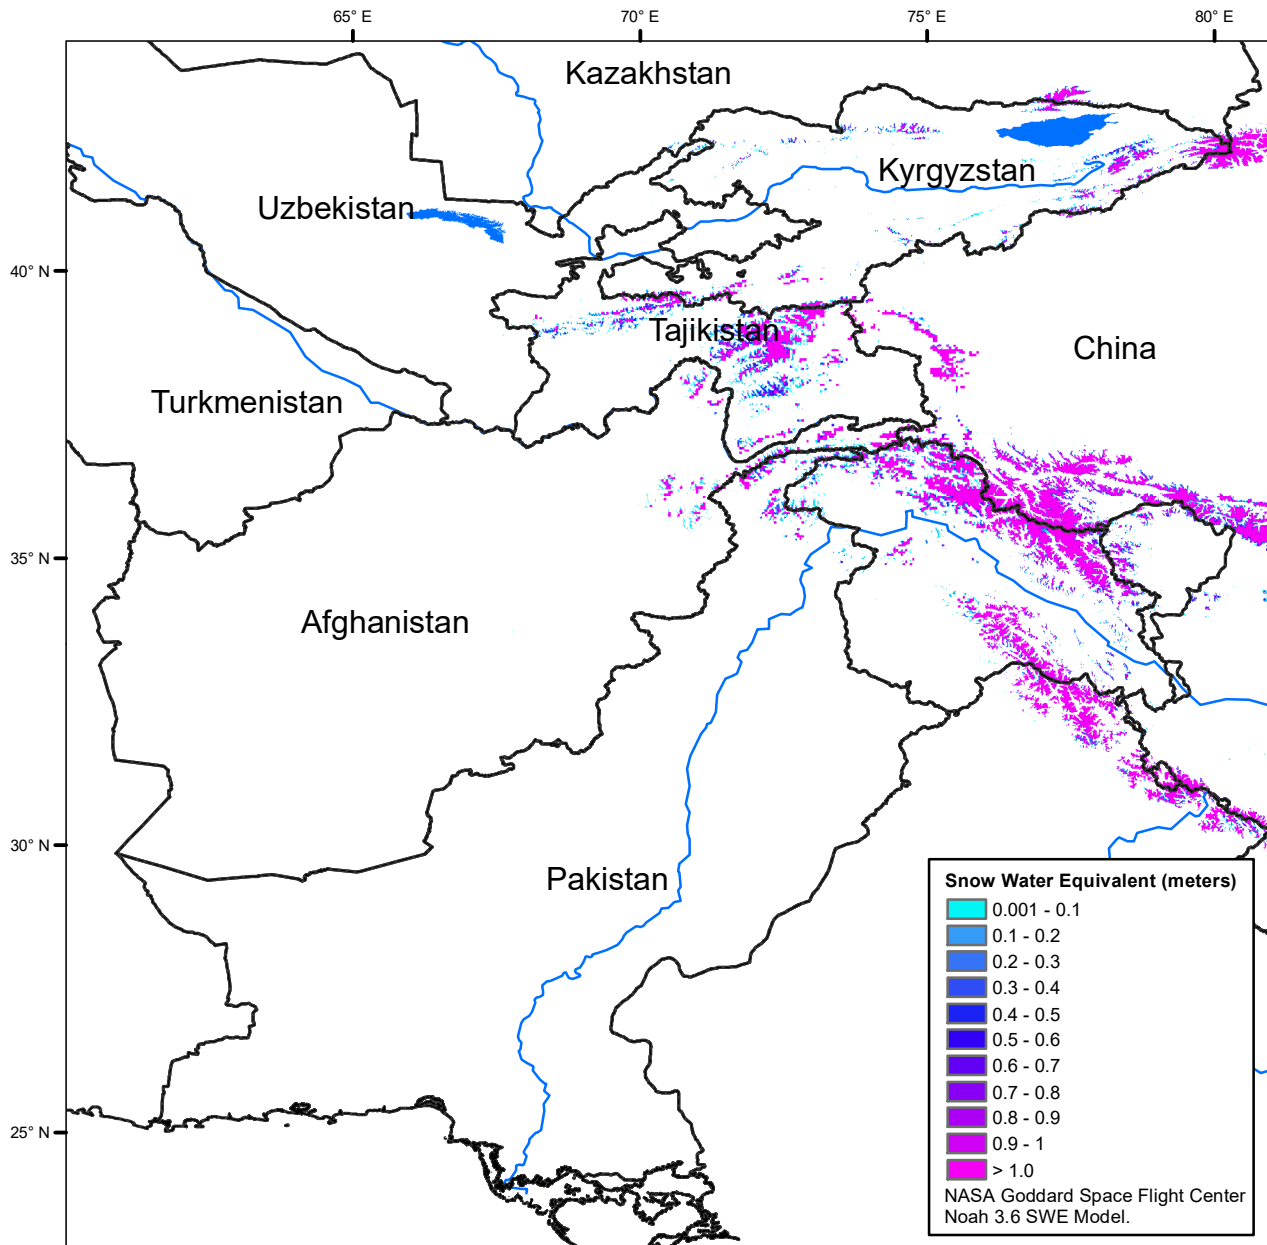 65° E
70° E
75° E
80° E
Kazakhstan
Kyrgyzstan
Uzbekistan
40° N
Tajikistan
China
Turkmenistan
35° N
Afghanistan
30° N
Pakistan
Snow Water Equivalent (meters)
0.001 - 0.1
0.1 - 0.2
0.2 - 0.3
0.3 - 0.4
0.4 - 0.5
0.5 - 0.6
0.6 - 0.7
0.7 - 0.8
0.8 - 0.9
0.9 - 1
> 1.0
25° N
NASA Goddard Space Flight Center
Noah 3.6 SWE Model.